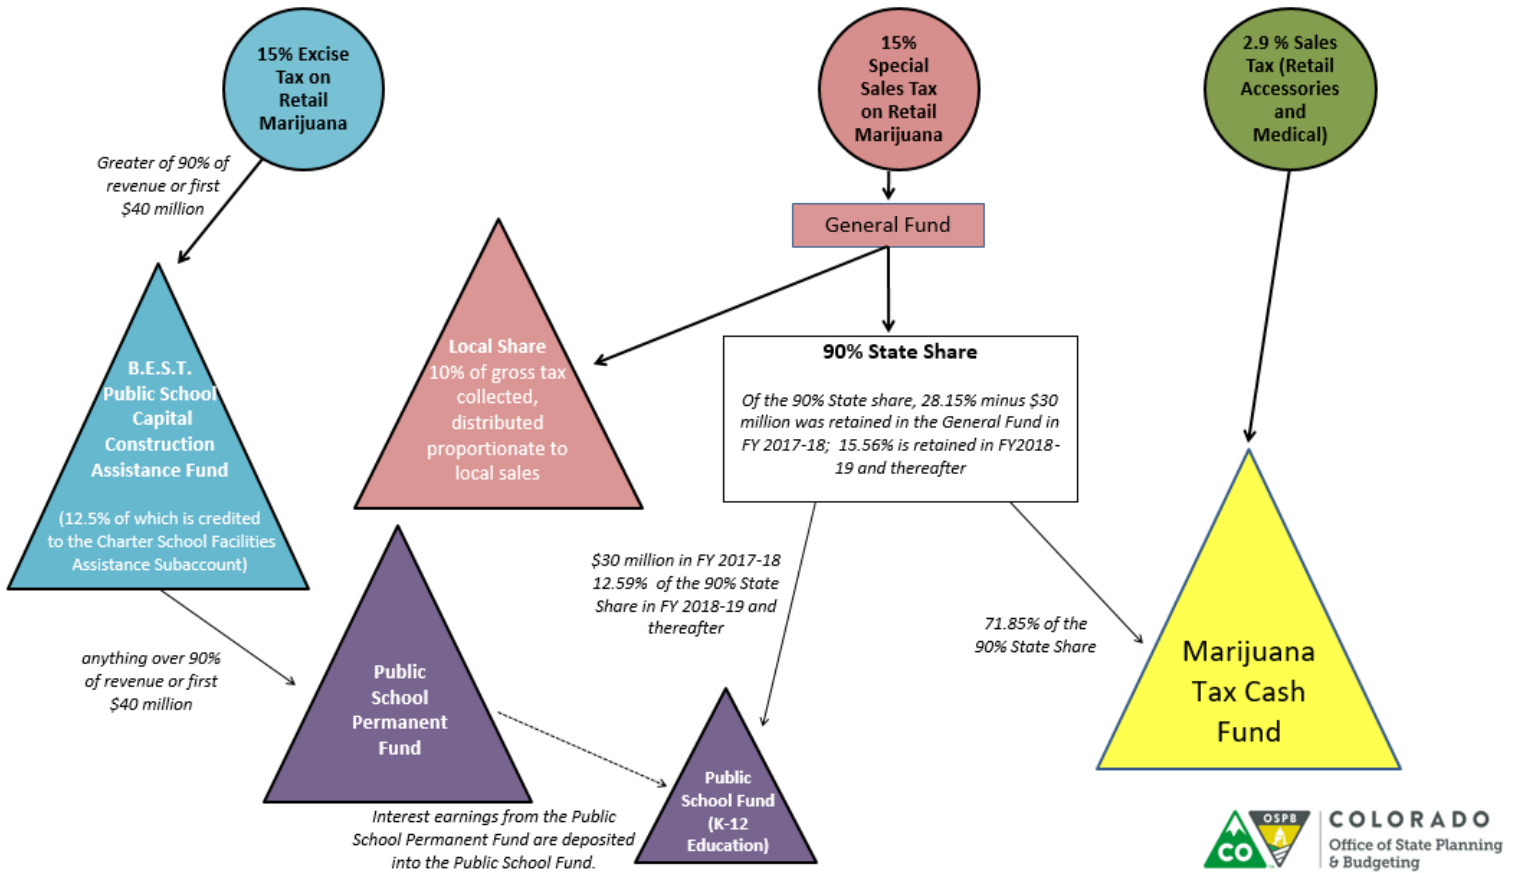 15% Excise
Tax on
Retail
Marijuana
15%
Special
Sales Tax
on Retail
Marijuana
2.9 % Sales
Tax (Retail
Accessories
and
Medical)
Greater of 90% of
revenue or first
$40 million
General Fund
B.E.S.T.
Public School
Capital
Construction
Assistance Fund
(12.5% of which is credited
to the Charter School Facilities
Assistance Subaccount)
Local Share
10% of gross tax
collected,
distributed
proportionate to
local sales
90% State Share
Of the 90% State share, 28.15% minus $30
million was retained in the General Fund in
FY 2017-18; 15.56% is retained in FY2018-
19 and thereafter
$30 million in FY 2017-18
12.59% of the 90% State
Share in FY 2018-19 and
thereafter
71.85% of the
90% State Share
anything over 90%
of revenue or first
$40 million
Public
School
Permanent
Fund
Marijuana
Tax Cash
Fund
Public
School Fund
(K-12
Education)
Interest earnings from the Public
School Permanent Fund are deposited
into the Public School Fund.
CO
OSPB
COLORADO
Office of State Planning
& Budgeting